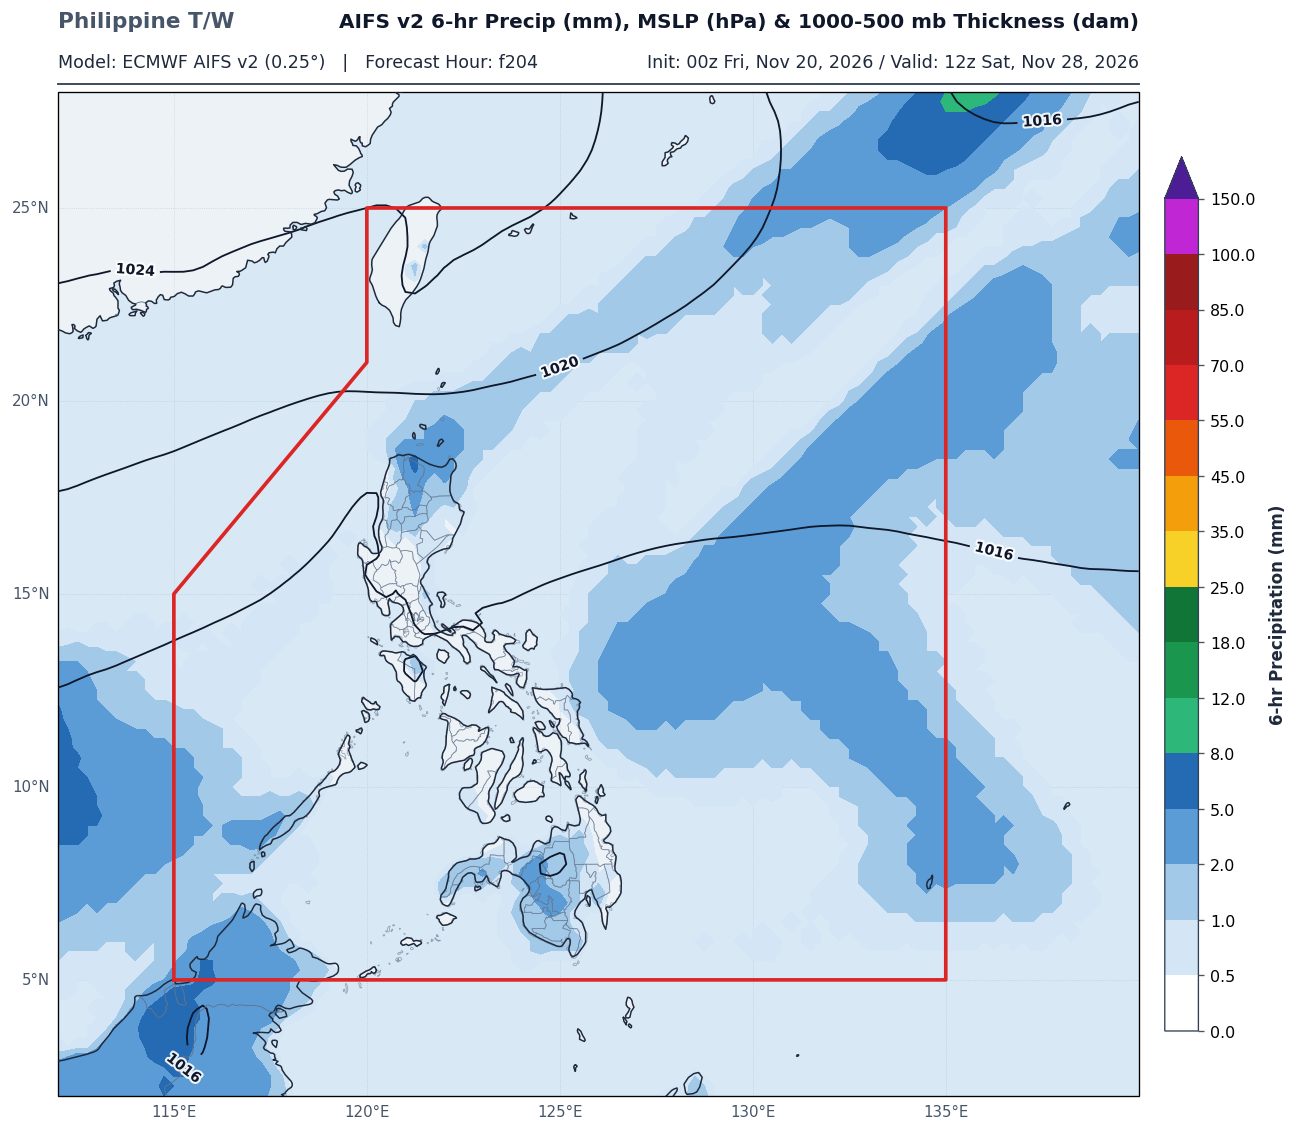 Philippine T/W
AIFS v2 6-hr Precip (mm), MSLP (hPa) & 1000-500 mb Thickness (dam)
Model: ECMWF AIFS v2 (0.25°) | Forecast Hour: f204
Init: 00z Fri, Nov 20, 2026 / Valid: 12z Sat, Nov 28, 2026
1016
25°N
1024
1020
20°N
1016
15°N
10°N
5°N
1016
115°E
120°E
125°E
130°E
135°E
150.0
100.0
85.0
70.0
55.0
45.0
35.0
25.0
18.0
12.0
8.0
5.0
2.0
1.0
0.5
0.0
6-hr Precipitation (mm)